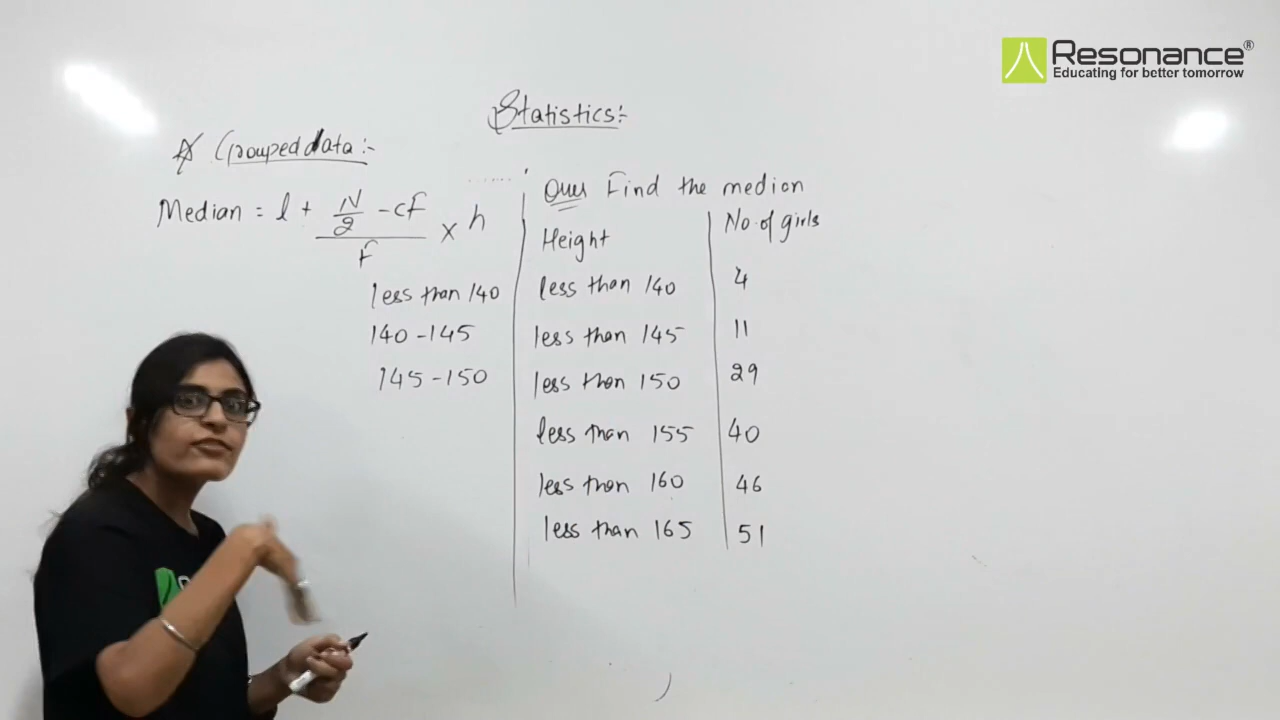 Resonance®
Educating for better tomorrow
Statistics:-
Grouped data:-
Median = l + N/2 - cf / f × h
less than 140
140-145
145-150
Ques Find the median
Height No. of girls
less than 140 4
less than 145 11
less than 150 29
less than 155 40
less than 160 46
less than 165 51